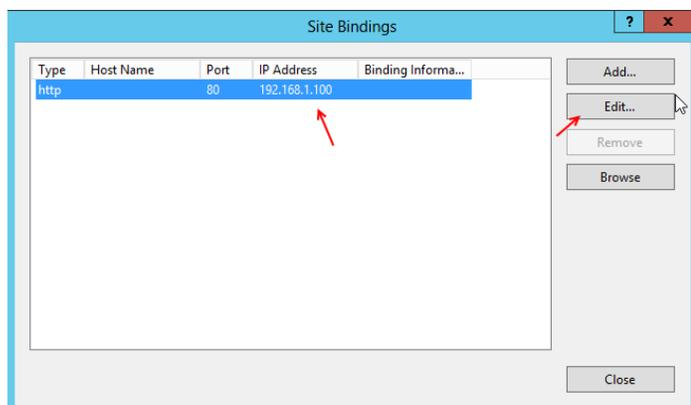 Site Bindings
? x
Type Host Name Port IP Address Binding Informa...
http 80 192.168.1.100
Add...
Edit...
Remove
Browse
Close